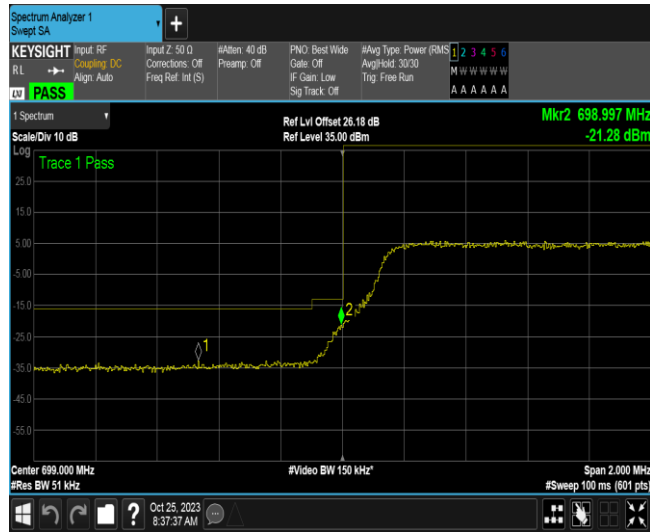 Spectrum Analyzer 1
Swept SA
KEYSIGHT
RL
LXI PASS
Input: RF
Coupling: DC
Align: Auto
Input Z: 50 Ω
Corrections: Off
Freq Ref: Int (S)
#Atten: 40 dB
Preamp: Off
PNO: Best Wide
Gate: Off
IF Gain: Low
Sig Track: Off
#Avg Type: Power (RMS
Avg|Hold: 30/30
Trig: Free Run
1 2 3 4 5 6
M W W W W W
A A A A A A
1 Spectrum
Scale/Div 10 dB
Ref Lvl Offset 26.18 dB
Ref Level 35.00 dBm
Mkr2 698.997 MHz
-21.28 dBm
Log
Trace 1 Pass
25.0
15.0
5.00
-5.00
-15.0
-25.0
-35.0
-45.0
-55.0
1
2
Center 699.000 MHz
#Res BW 51 kHz
#Video BW 150 kHz*
Span 2.000 MHz
#Sweep 100 ms (601 pts)
?
Oct 25, 2023
8:37:37 AM